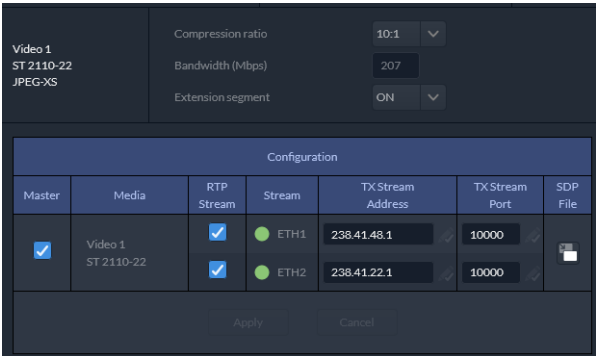 Video 1
ST 2110-22
JPEG-XS
Compression ratio
10:1
Bandwidth (Mbps)
207
Extension segment
ON
Configuration
Master
Media
RTP
Stream
Stream
TX Stream
Address
TX Stream
Port
SDP
File
Video 1
ST 2110-22
ETH1
238.41.48.1
10000
ETH2
238.41.22.1
10000
Apply
Cancel